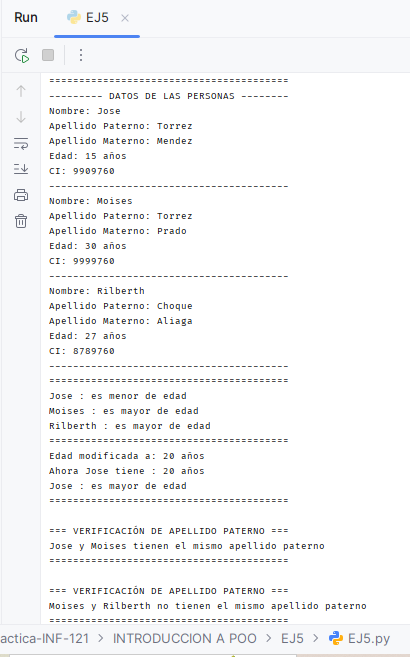 Run
EJ5
========================================
--------- DATOS DE LAS PERSONAS --------
Nombre: Jose
Apellido Paterno: Torrez
Apellido Materno: Mendez
Edad: 15 años
CI: 9909760
----------------------------------------
Nombre: Moises
Apellido Paterno: Torrez
Apellido Materno: Prado
Edad: 30 años
CI: 9999760
----------------------------------------
Nombre: Rilberth
Apellido Paterno: Choque
Apellido Materno: Aliaga
Edad: 27 años
CI: 8789760
----------------------------------------
========================================
Jose : es menor de edad
Moises : es mayor de edad
Rilberth : es mayor de edad
========================================
Edad modificada a: 20 años
Ahora Jose tiene : 20 años
Jose : es mayor de edad
========================================
=== VERIFICACIÓN DE APELLIDO PATERNO ===
Jose y Moises tienen el mismo apellido paterno
========================================
=== VERIFICACIÓN DE APELLIDO PATERNO ===
Moises y Rilberth no tienen el mismo apellido paterno
========================================
actica-INF-121 > INTRODUCCION A POO > EJ5 > EJ5.py